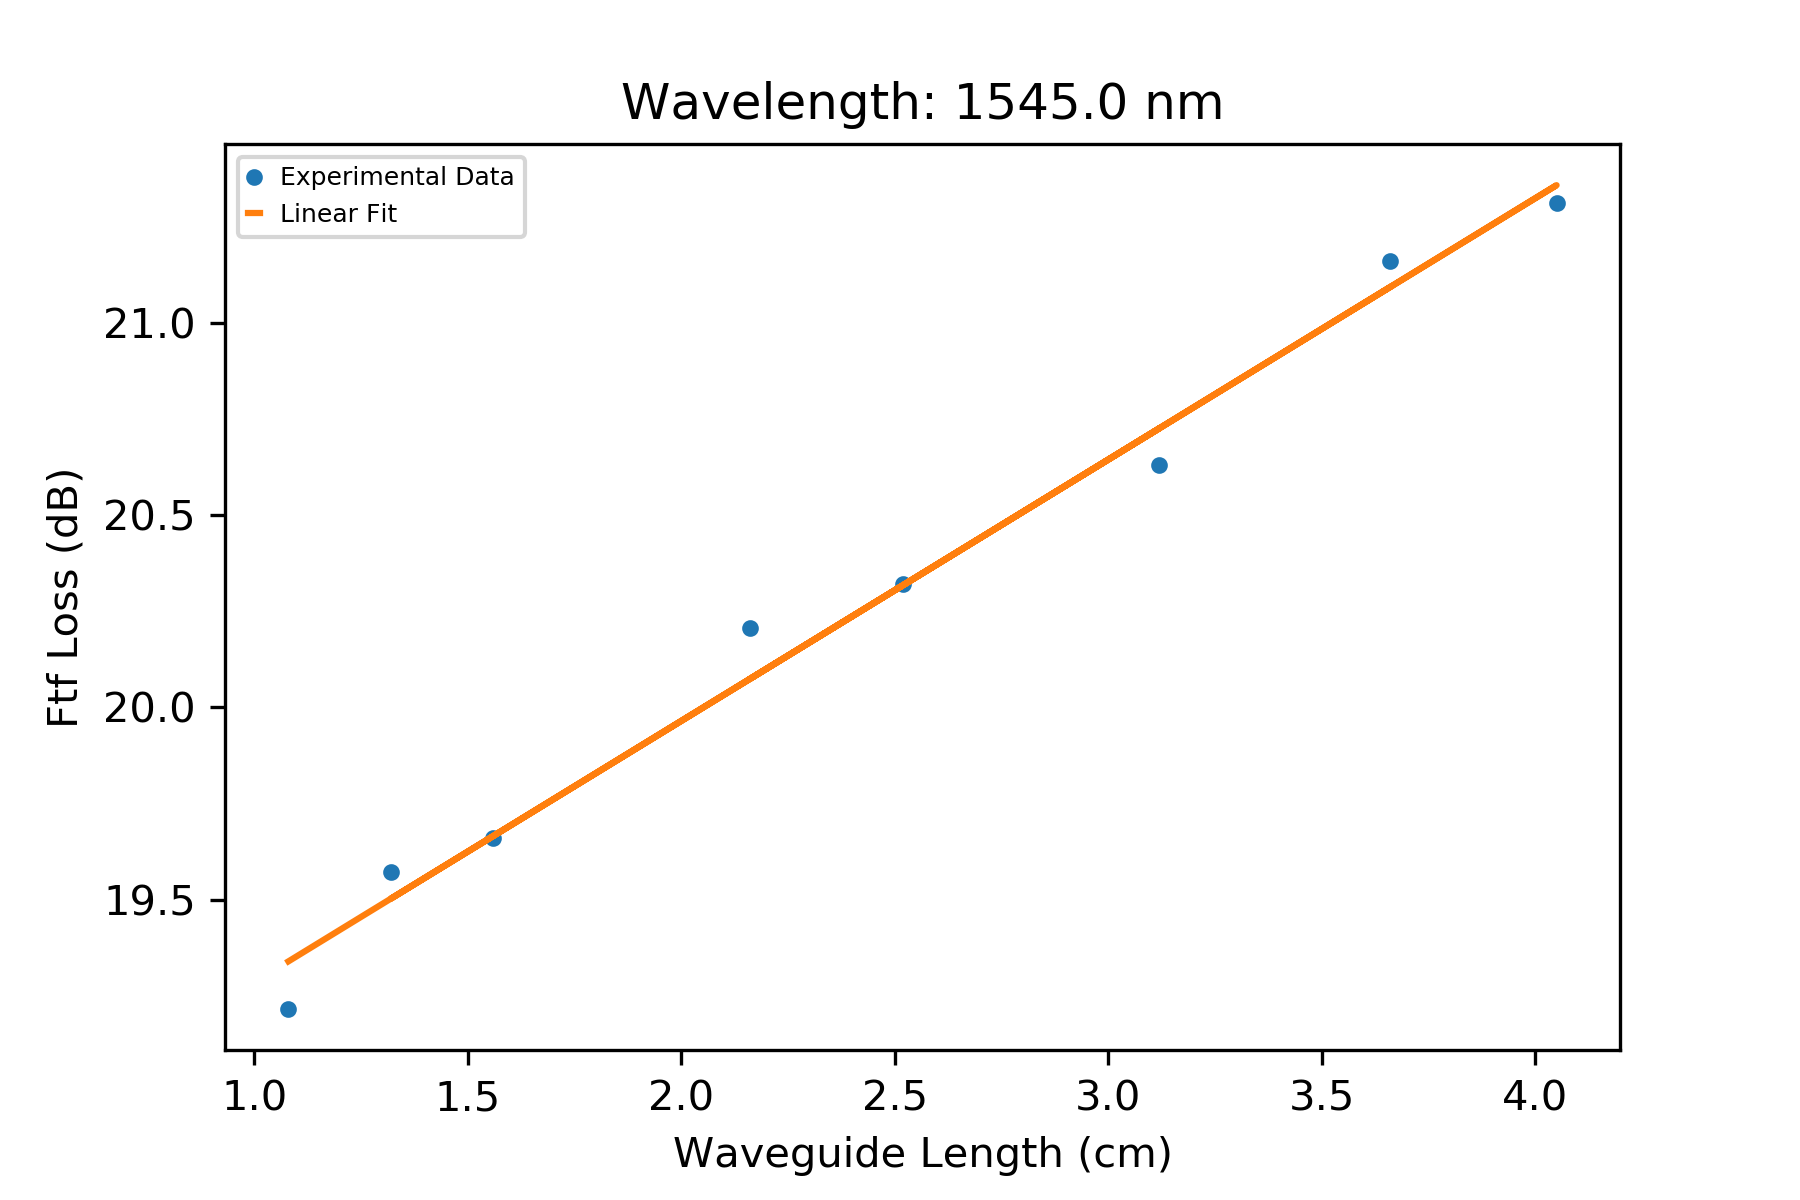 Wavelength: 1545.0 nm
Experimental Data
Linear Fit
Ftf Loss (dB)
21.0
20.5
20.0
19.5
1.0 1.5 2.0 2.5 3.0 3.5 4.0
Waveguide Length (cm)